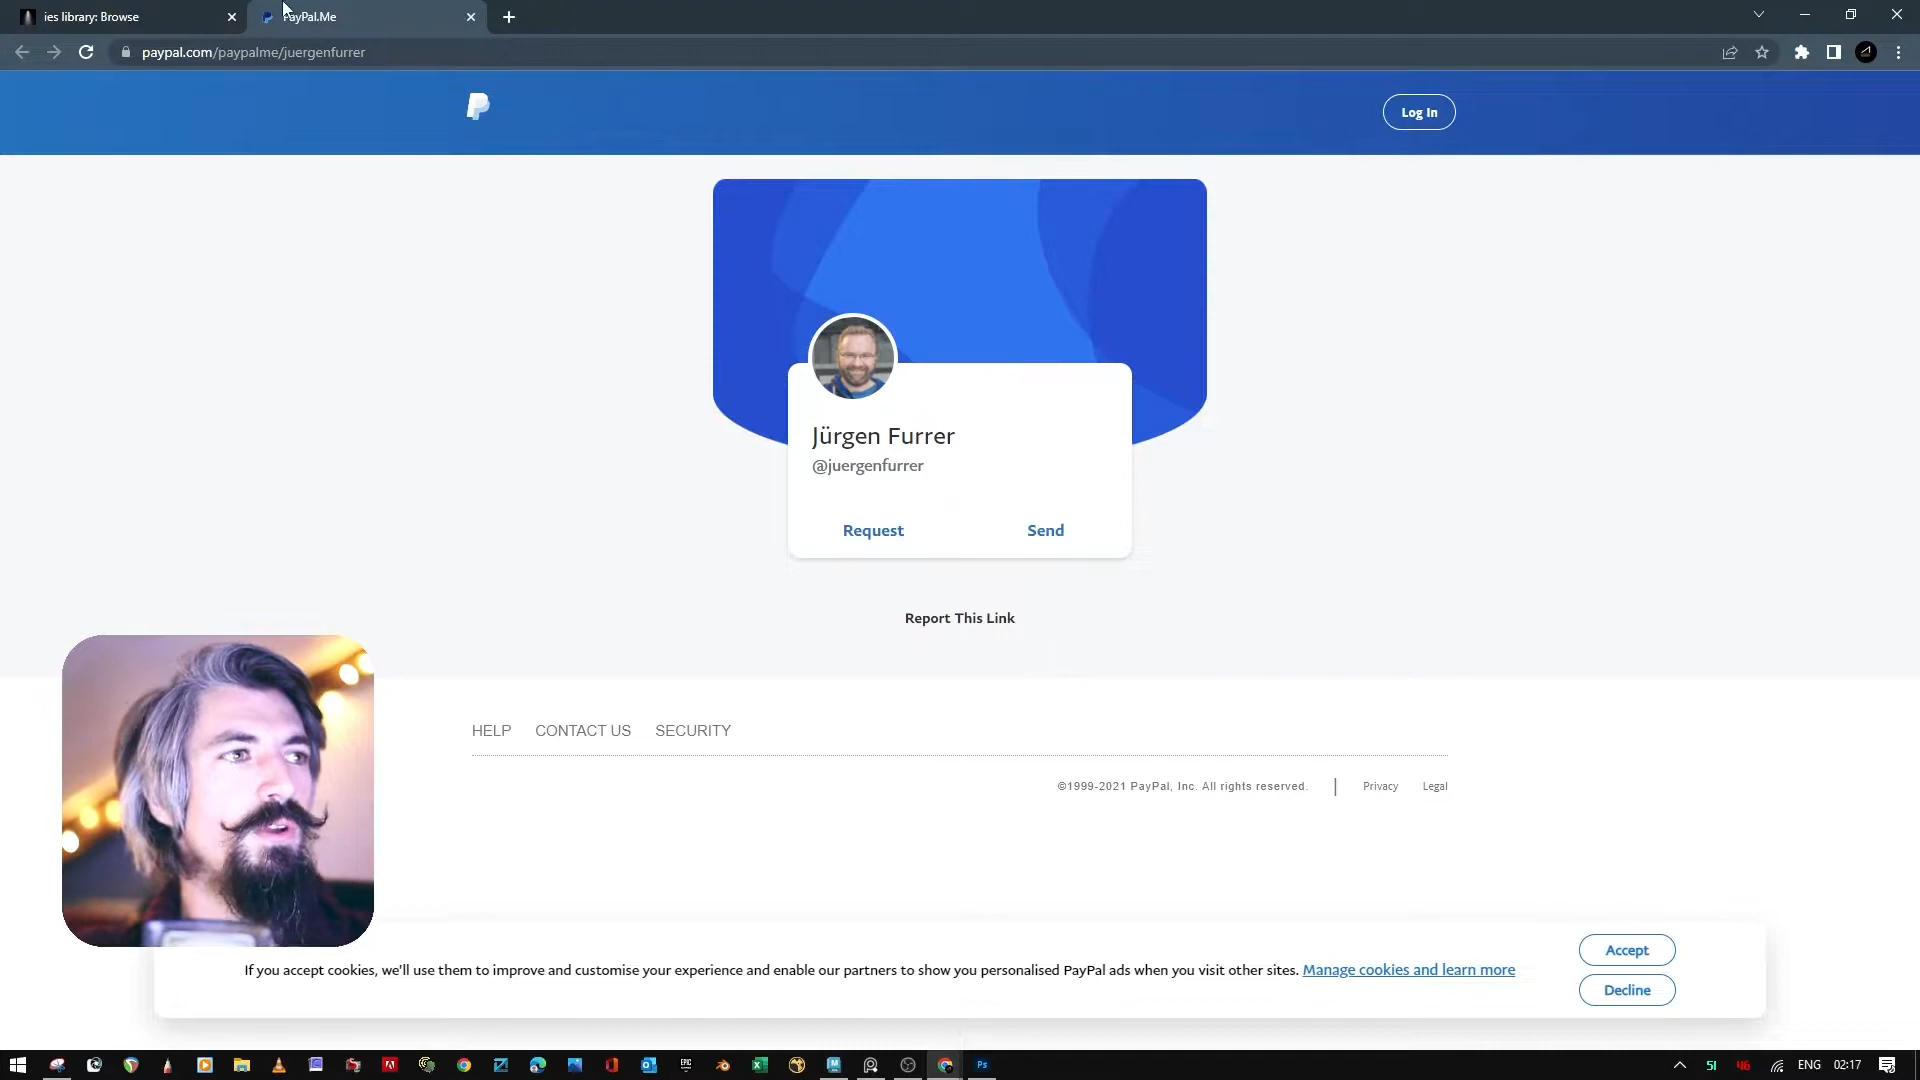 ies library: Browse
PayPal.Me
paypal.com/paypalme/juergenfurrer
Log In
Jürgen Furrer
@juergenfurrer
Request Send
Report This Link
HELP CONTACT US SECURITY
©1999-2021 PayPal, Inc. All rights reserved. | Privacy Legal
If you accept cookies, we'll use them to improve and customise your experience and enable our partners to show you personalised PayPal ads when you visit other sites. Manage cookies and learn more
Accept
Decline
51 46 ENG 02:17